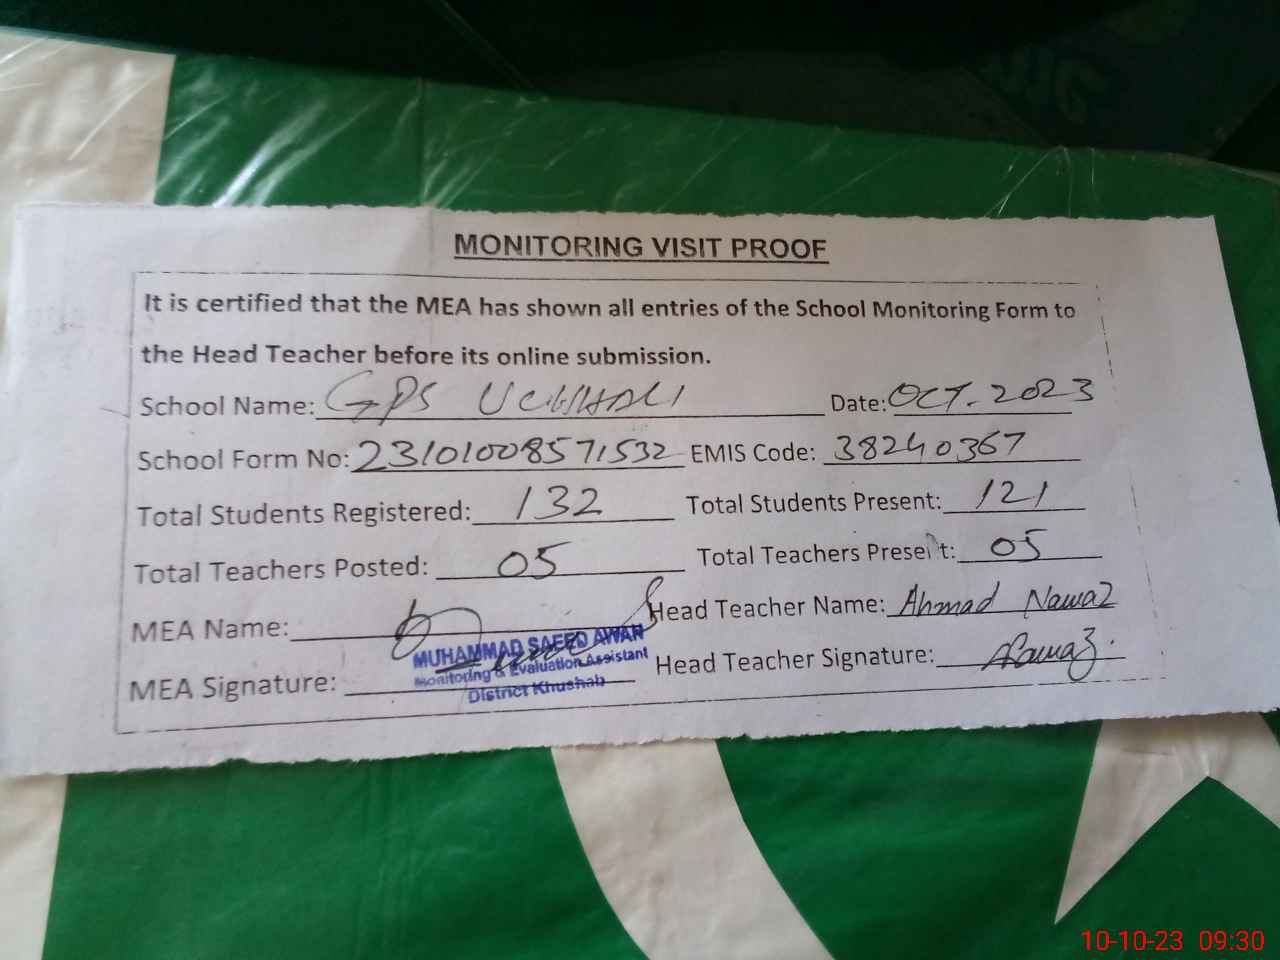 MONITORING VISIT PROOF
It is certified that the MEA has shown all entries of the School Monitoring Form to
the Head Teacher before its online submission.
School Name: GPS UCHHALI Date: OCT. 2023
School Form No: 23101008571532 EMIS Code: 38240367
Total Students Registered: 132 Total Students Present: 121
Total Teachers Posted: 05 Total Teachers Present: 05
MEA Name: Head Teacher Name: Ahmad Nawaz
MUHAMMAD SAEED AWAN
Monitoring & Evaluation Assistant
District Khushab
MEA Signature: Head Teacher Signature: ANawaz.
10-10-23 09:30